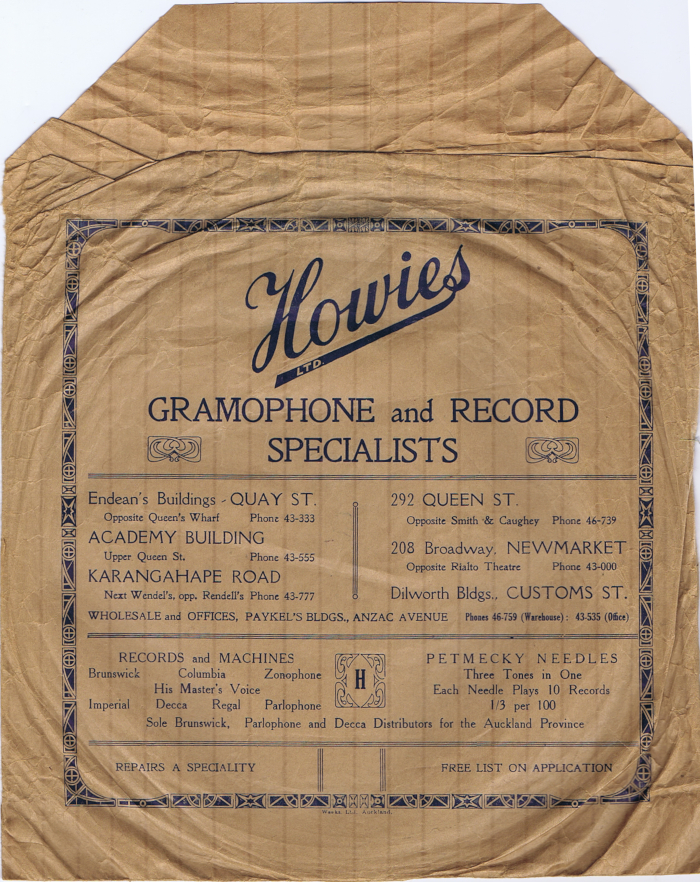 Howies
LTD.
GRAMOPHONE and RECORD
SPECIALISTS
Endean's Buildings - QUAY ST.
Opposite Queen's Wharf Phone 43-333
ACADEMY BUILDING
Upper Queen St. Phone 43-555
KARANGAHAPE ROAD
Next Wendel's, opp. Rendell's Phone 43-777
292 QUEEN ST.
Opposite Smith & Caughey Phone 46-739
208 Broadway, NEWMARKET
Opposite Rialto Theatre Phone 43-000
Dilworth Bldgs., CUSTOMS ST.
WHOLESALE and OFFICES, PAYKEL'S BLDGS., ANZAC AVENUE Phones 46-759 (Warehouse): 43-535 (Office)
RECORDS and MACHINES
Brunswick Columbia Zonophone
His Master's Voice
Imperial Decca Regal Parlophone
H
PETMECKY NEEDLES
Three Tones in One
Each Needle Plays 10 Records
1/3 per 100
Sole Brunswick, Parlophone and Decca Distributors for the Auckland Province
REPAIRS A SPECIALITY
FREE LIST ON APPLICATION
Weeks Ltd. Auckland.